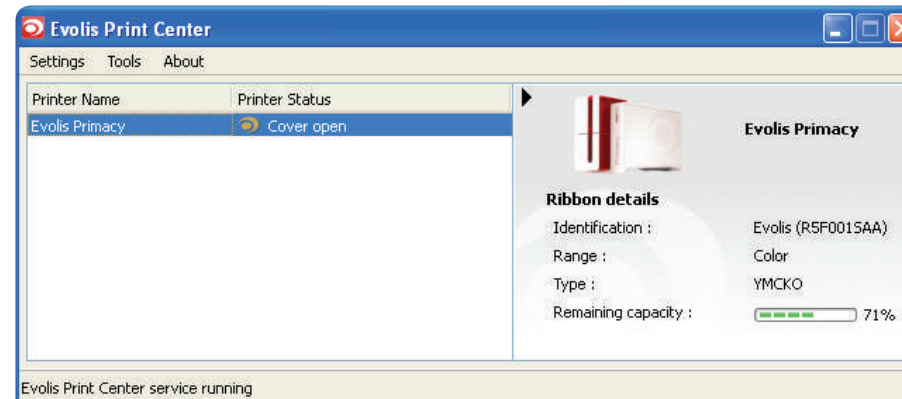 Evolis Print Center
Settings Tools About
Printer Name Printer Status
Evolis Primacy Cover open
Evolis Primacy
Ribbon details
Identification : Evolis (R5F001SAA)
Range : Color
Type : YMCKO
Remaining capacity : 71%
Evolis Print Center service running